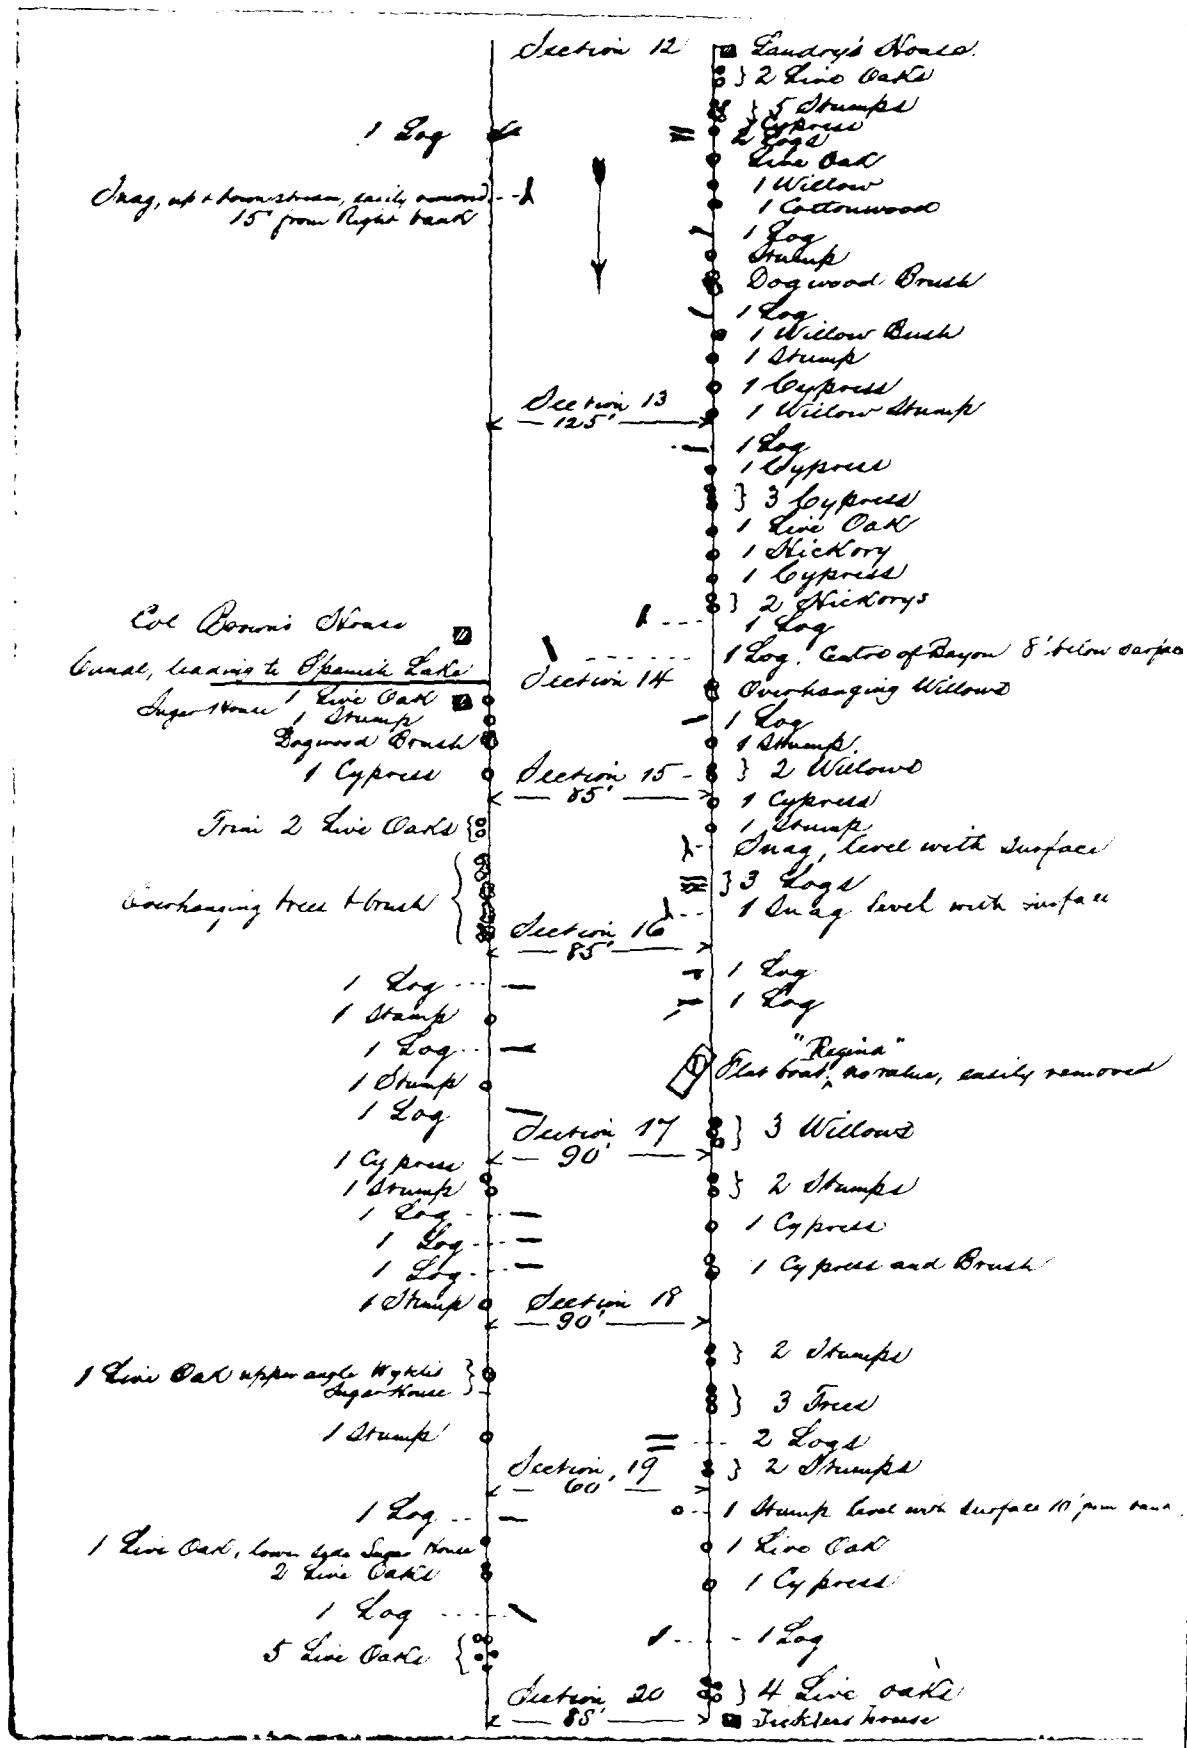 Section 12
Landry's House.
2 Live Oaks
5 Stumps
1 Cypress
1 Log
2 Logs
Live Oak
1 Willow
Snag, up & down stream, easily removed
15' from Right bank
1 Cottonwood
1 Log
Stump
Dogwood Brush
1 Log
1 Willow Bush
1 Stump
1 Cypress
Section 13
125'
1 Willow Stump
1 Log
1 Cypress
3 Cypress
1 Live Oak
1 Hickory
1 Cypress
2 Hickorys
Col Brown's House
1 Log
1 Log. Centre of Bayou 8' below surface
Canal, leading to Spanish Lake
Section 14
Overhanging Willows
1 Live Oak
Sugar House
1 Stump
1 Log
Dogwood Brush
1 Stump.
1 Cypress
Section 15
85'
2 Willows
1 Cypress
Trim 2 Live Oaks
1 Stump
Snag, level with surface
3 Logs
Overhanging trees & brush
1 Snag level with surface
Section 16
85'
1 Log
1 Log
1 Stump
1 Log
1 Log
"Regina"
Flat boat, no value, easily removed
1 Stump
1 Log
Section 17
90'
3 Willows
1 Cypress
1 Stump
2 Stumps
1 Log
1 Cypress
1 Log
1 Log
1 Cypress and Brush
1 Stump
Section 18
90'
2 Stumps
1 Live Oak upper angle
Sugar House
3 Trees
1 Stump
2 Logs
Section, 19
60'
2 Stumps
1 Log
1 Stump level with surface 10' from bank
1 Live Oak, lower side Sugar House
1 Live Oak
2 Live Oaks
1 Cypress
1 Log
1 Log
5 Live Oaks
Section 20
85'
4 Live oaks
Ticklers house